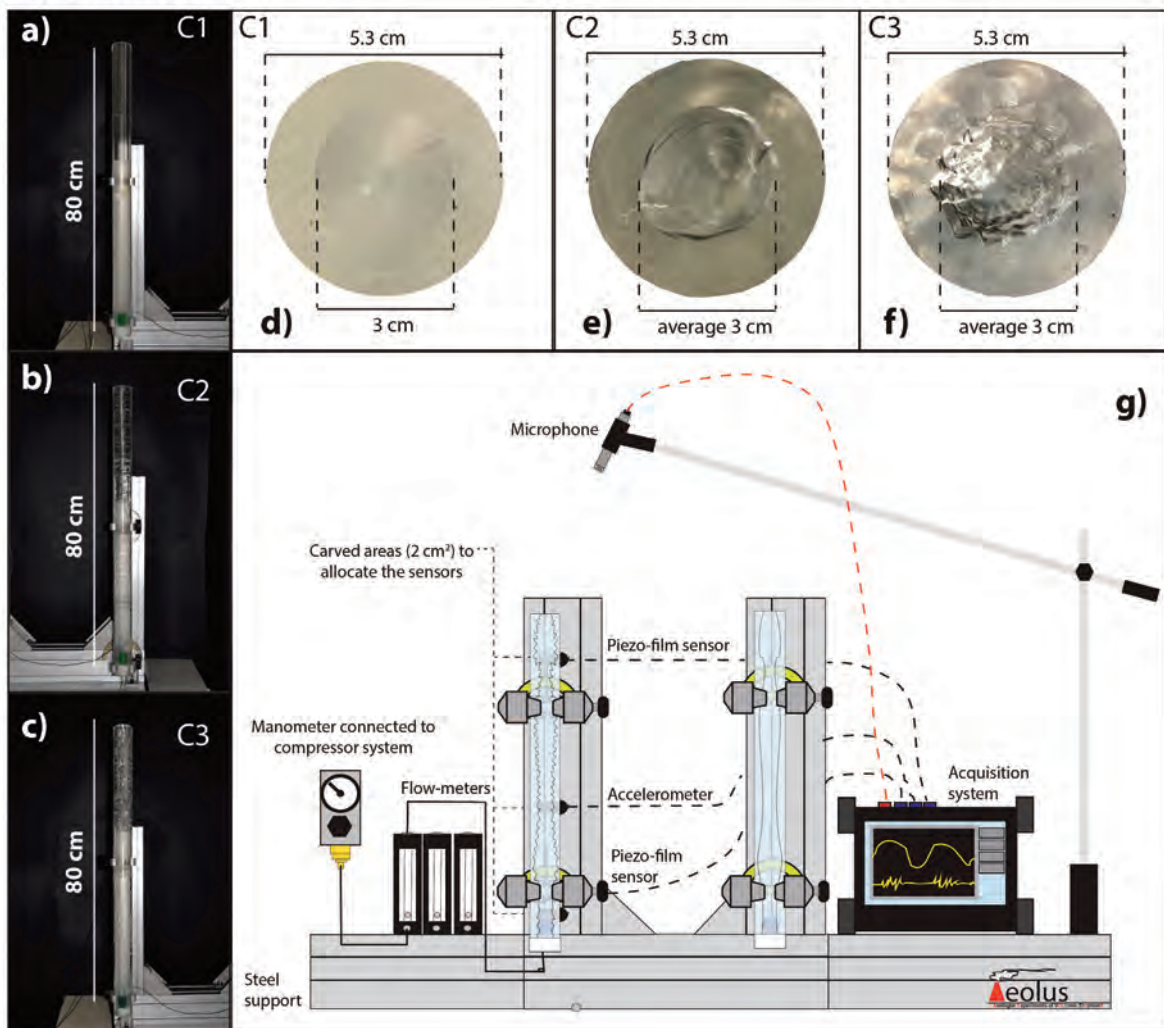 a)
C1
80 cm
b)
C2
80 cm
c)
C3
80 cm
C1
5.3 cm
3 cm
d)
C2
5.3 cm
average 3 cm
e)
C3
5.3 cm
average 3 cm
f)
g)
Microphone
Carved areas (2 cm³) to
allocate the sensors
Piezo-film sensor
Manometer connected to
compressor system
Flow-meters
Accelerometer
Acquisition
system
Piezo-film
sensor
Steel
support
Aeolus